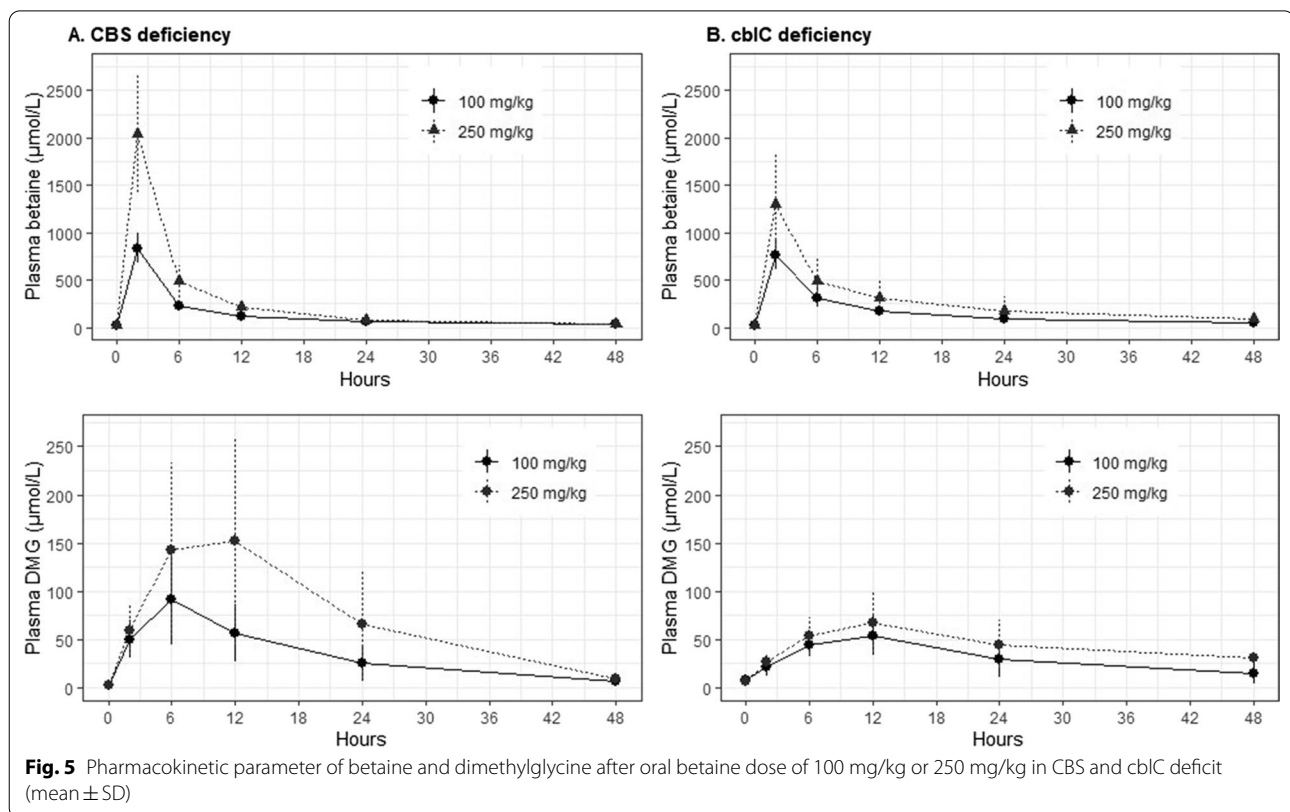 A. CBS deficiency
Plasma betaine (µmol/L)
2500
2000
1500
1000
500
0
100 mg/kg
250 mg/kg
0 6 12 24 30 36 42 48
Hours
B. cblC deficiency
Plasma betaine (µmol/L)
2500
2000
1500
1000
500
0
100 mg/kg
250 mg/kg
0 6 12 24 30 36 42 48
Hours
Plasma DMG (µmol/L)
250
200
150
100
50
0
100 mg/kg
250 mg/kg
0 6 12 24 30 36 42 48
Hours
Plasma DMG (µmol/L)
250
200
150
100
50
0
100 mg/kg
250 mg/kg
0 6 12 24 30 36 42 48
Hours
Fig. 5 Pharmacokinetic parameter of betaine and dimethylglycine after oral betaine dose of 100 mg/kg or 250 mg/kg in CBS and cblC deficit
(mean ± SD)